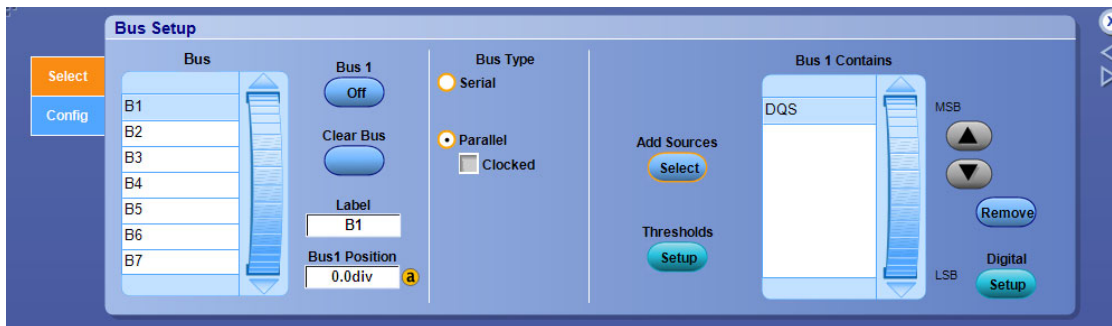 Bus Setup
Select
Config
Bus
B1
B2
B3
B4
B5
B6
B7
Bus 1
Off
Clear Bus
Label
B1
Bus1 Position
0.0div
a
Bus Type
Serial
Parallel
Clocked
Add Sources
Select
Thresholds
Setup
Bus 1 Contains
DQS
MSB
Remove
LSB
Digital
Setup